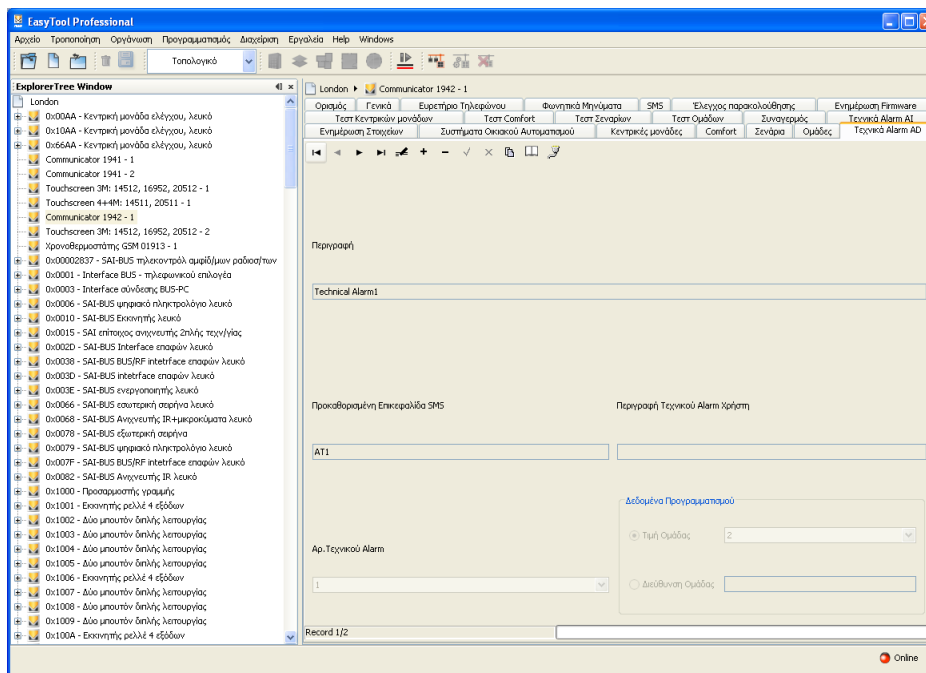 EasyTool Professional
Αρχείο Τροποποίηση Οργάνωση Προγραμματισμός Διαχείριση Εργαλεία Help Windows
Τοπολογικό
ExplorerTree Window
London
0x00AA - Κεντρική μονάδα ελέγχου, λευκό
0x10AA - Κεντρική μονάδα ελέγχου, λευκό
0x66AA - Κεντρική μονάδα ελέγχου, λευκό
Communicator 1941 - 1
Communicator 1941 - 2
Touchscreen 3M: 14512, 16952, 20512 - 1
Touchscreen 4+4M: 14511, 20511 - 1
Communicator 1942 - 1
Touchscreen 3M: 14512, 16952, 20512 - 2
Χρονοθερμοστάτης GSM 01913 - 1
0x00002837 - SAI-BUS τηλεκοντρόλ αμφίδ/μων ραδιοσ/των
0x0001 - Interface BUS - τηλεφωνικού επιλογέα
0x0003 - Interface σύνδεσης BUS-PC
0x0006 - SAI-BUS ψηφιακό πληκτρολόγιο λευκό
0x0010 - SAI-BUS Εκκινητής λευκό
0x0015 - SAI επίτοιχος ανιχνευτής 2πλής τεχν/γίας
0x002D - SAI-BUS Interface επαφών λευκό
0x0038 - SAI-BUS BUS/RF intetrface επαφών λευκό
0x003D - SAI-BUS intetrface επαφών λευκό
0x003E - SAI-BUS ενεργοποιητής λευκό
0x0066 - SAI-BUS εσωτερική σειρήνα λευκό
0x0068 - SAI-BUS Ανιχνευτής IR+μικροκύματα λευκό
0x0078 - SAI-BUS εξωτερική σειρήνα
0x0079 - SAI-BUS ψηφιακό πληκτρολόγιο λευκό
0x007F - SAI-BUS BUS/RF intetrface επαφών λευκό
0x0082 - SAI-BUS Ανιχνευτής IR λευκό
0x1000 - Προσαρμοστής γραμμής
0x1001 - Εκκινητής ρελλέ 4 εξόδων
0x1002 - Δύο μπουτόν διπλής λειτουργίας
0x1003 - Δύο μπουτόν διπλής λειτουργίας
0x1004 - Δύο μπουτόν διπλής λειτουργίας
0x1005 - Δύο μπουτόν διπλής λειτουργίας
0x1006 - Εκκινητής ρελλέ 4 εξόδων
0x1007 - Δύο μπουτόν διπλής λειτουργίας
0x1008 - Δύο μπουτόν διπλής λειτουργίας
0x1009 - Δύο μπουτόν διπλής λειτουργίας
0x100A - Εκκινητής ρελλέ 4 εξόδων
London Communicator 1942 - 1
Ορισμός Γενικά Ευρετήριο Τηλεφώνου Φωνητικά Μηνύματα SMS Έλεγχος παρακολούθησης Ενημέρωση Firmware
Τεστ Κεντρικών μονάδων Τεστ Comfort Τεστ Σεναρίων Τεστ Ομάδων Συναγερμός Τεχνικά Alarm AI
Ενημέρωση Στοιχείων Συστήματα Οικιακού Αυτοματισμού Κεντρικές μονάδες Comfort Σενάρια Ομάδες Τεχνικά Alarm AD
Περιγραφή
Technical Alarm1
Προκαθορισμένη Επικεφαλίδα SMS Περιγραφή Τεχνικού Alarm Χρήστη
AT1
Δεδομένα Προγραμματισμού
Τιμή Ομάδας 2
Αρ.Τεχνικού Alarm
1
Διεύθυνση Ομάδας
Record 1/2
Online